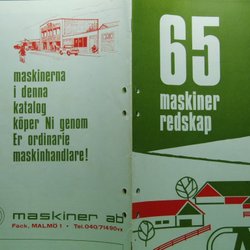 maskinerna
i denna
katalog
köper Ni genom
Er ordinarie
maskinhandlare!
maskiner ab
Fack, MALMÖ 1 • Tel. 040/71490
65
maskiner
redskap